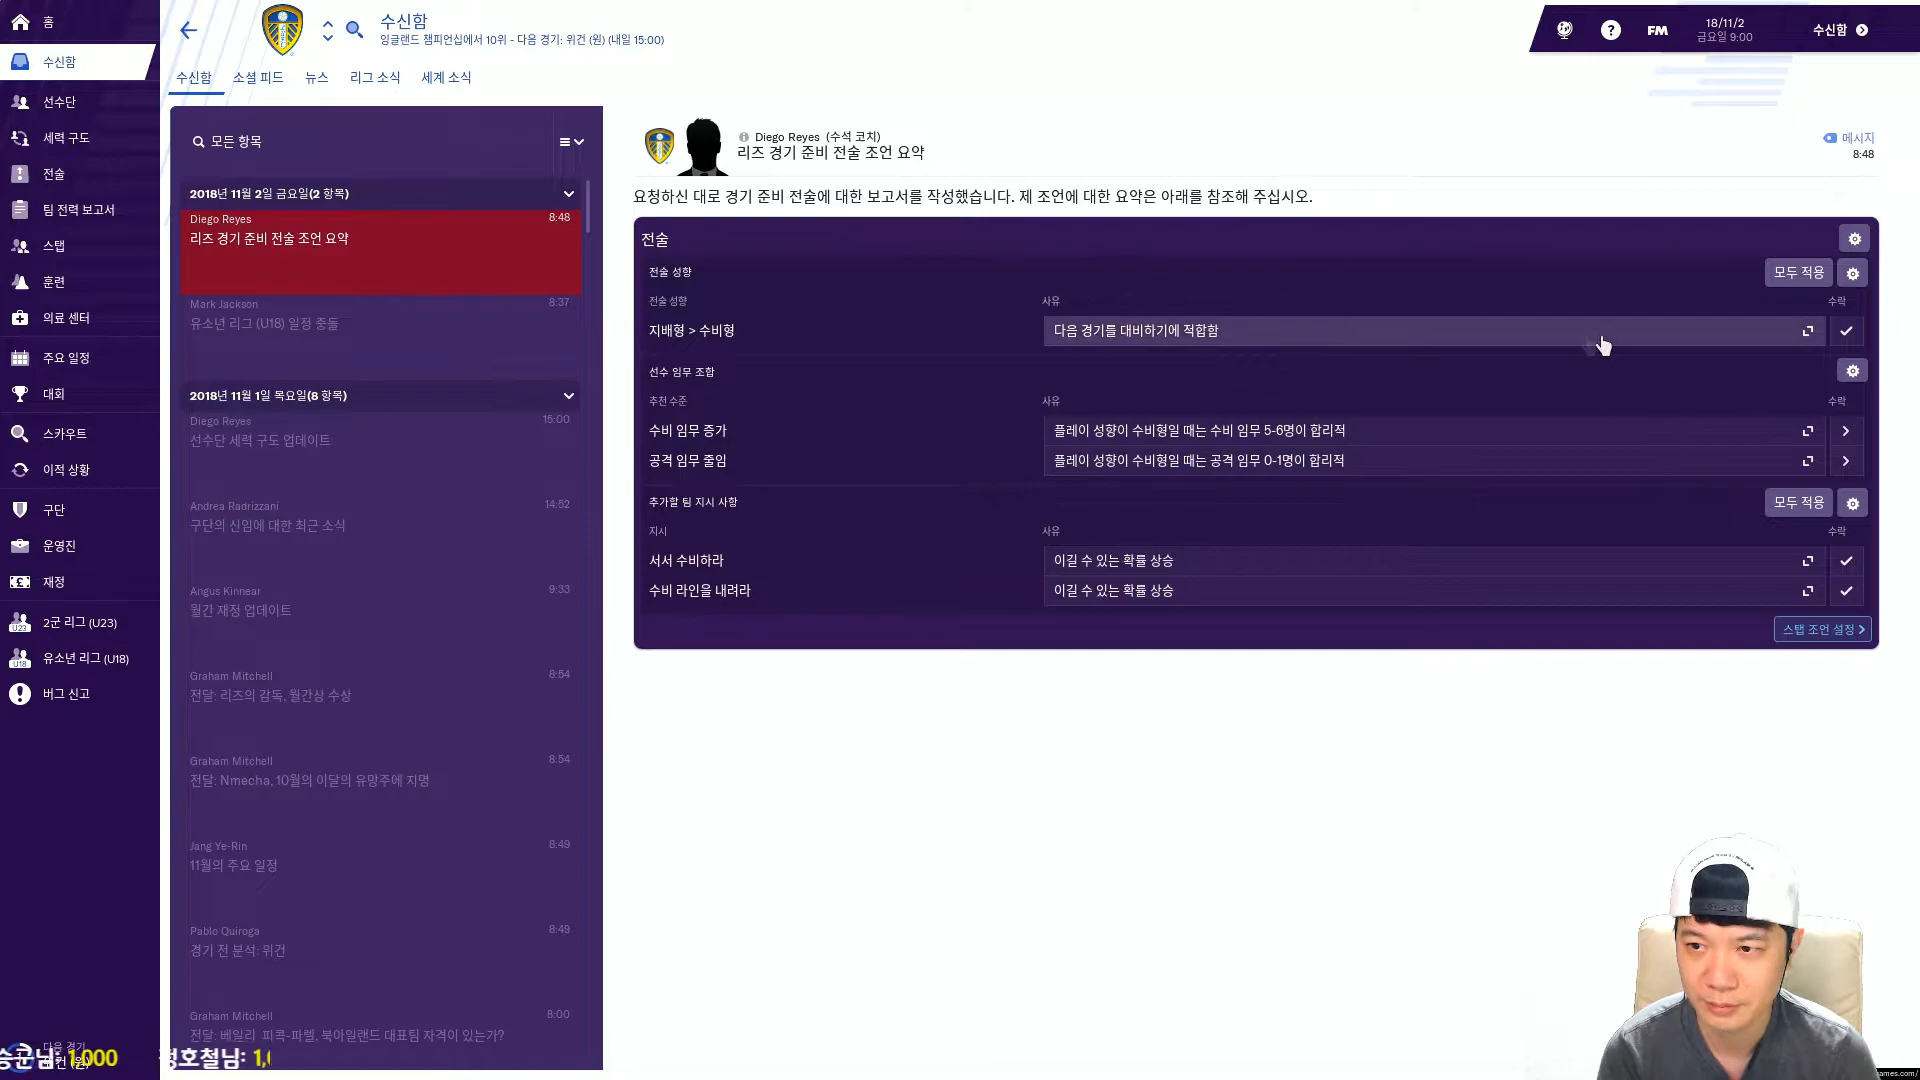 홈
수신함
선수단
세력 구도
전술
팀 전력 보고서
스탭
훈련
의료 센터
주요 일정
대회
스카우트
이적 상황
구단
운영진
재정
2군 리그 (U23)
유소년 리그 (U18)
버그 신고
수신함
잉글랜드 챔피언십에서 10위 - 다음 경기: 위건 (원) (내일 15:00)
FM
18/11/2
금요일 9:00
수신함
수신함 소셜 피드 뉴스 리그 소식 세계 소식
모든 항목
2018년 11월 2일 금요일(2 항목)
Diego Reyes 8:48
리즈 경기 준비 전술 조언 요약
Mark Jackson 8:37
유소년 리그 (U18) 일정 충돌
2018년 11월 1일 목요일(8 항목)
Diego Reyes 15:00
선수단 세력 구도 업데이트
Andrea Radrizzani 14:52
구단의 신임에 대한 최근 소식
Angus Kinnear 9:33
월간 재정 업데이트
Graham Mitchell 8:54
전달: 리즈의 감독, 월간상 수상
Graham Mitchell 8:54
전달: Nmecha, 10월의 이달의 유망주에 지명
Jang Ye-Rin 8:49
11월의 주요 일정
Pablo Quiroga 8:49
경기 전 분석: 위건
Graham Mitchell 8:00
전달: 베일리 피콕-파렐, 북아일랜드 대표팀 자격이 있는가?
Diego Reyes (수석 코치)
리즈 경기 준비 전술 조언 요약
메시지
8:48
요청하신 대로 경기 준비 전술에 대한 보고서를 작성했습니다. 제 조언에 대한 요약은 아래를 참조해 주십시오.
전술
전술 성향 모두 적용
전술 성향 사유 수락
지배형 > 수비형 다음 경기를 대비하기에 적합함
선수 임무 조합
추천 수준 사유 수락
수비 임무 증가 플레이 성향이 수비형일 때는 수비 임무 5-6명이 합리적
공격 임무 줄임 플레이 성향이 수비형일 때는 공격 임무 0-1명이 합리적
추가할 팀 지시 사항 모두 적용
지시 사유 수락
서서 수비하라 이길 수 있는 확률 상승
수비 라인을 내려라 이길 수 있는 확률 상승
스탭 조언 설정
다음 경기
승균님: 1,000 정호철님: 1,
games.com/